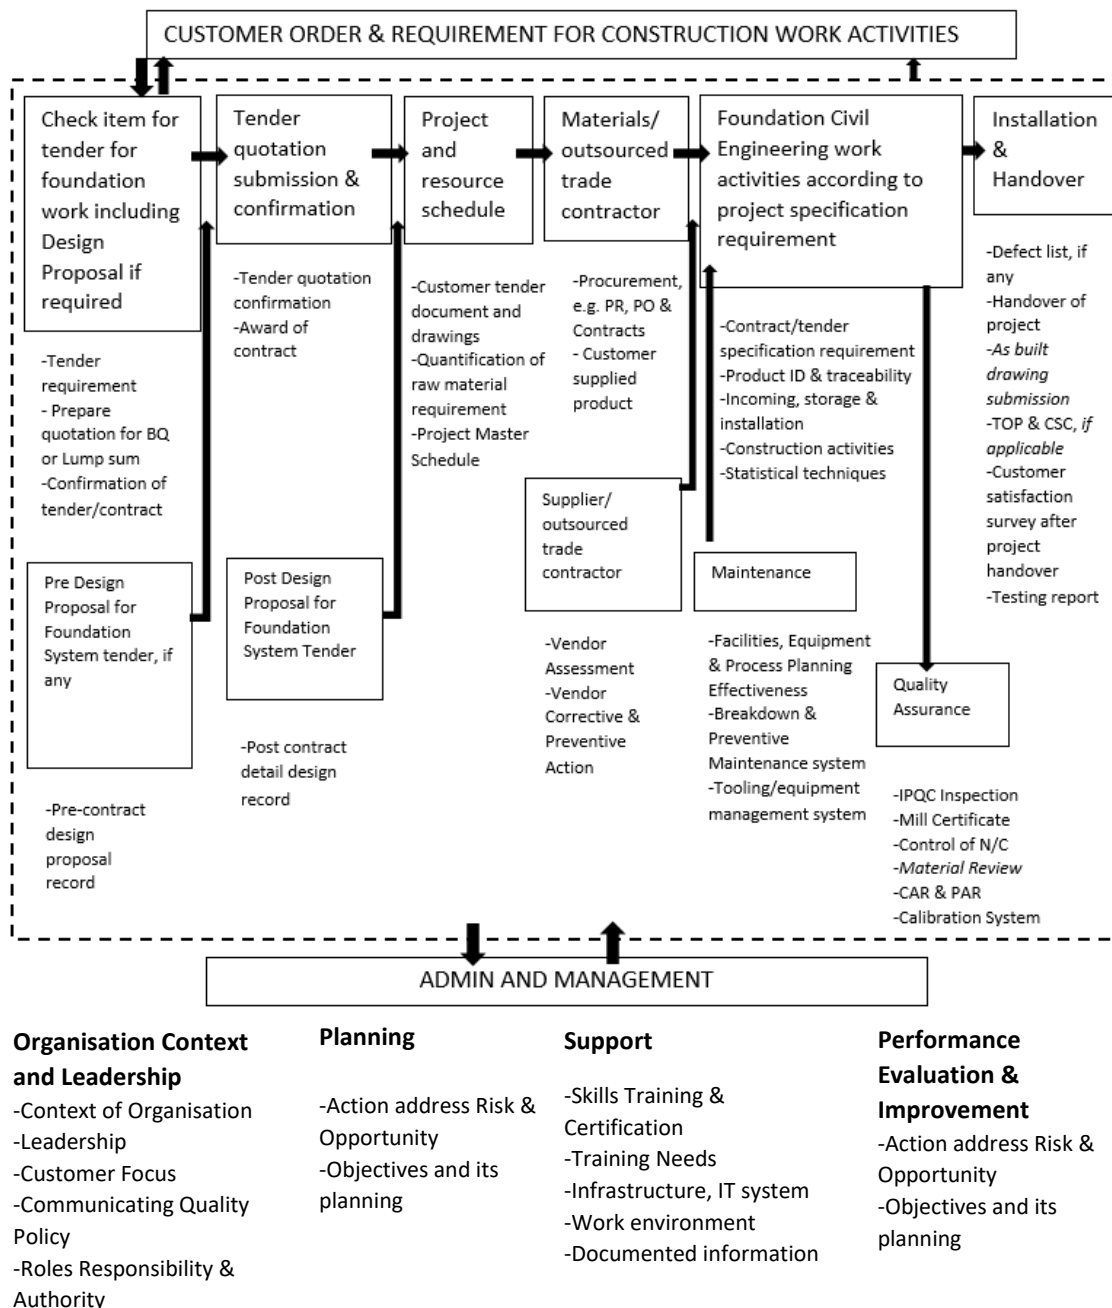 CUSTOMER ORDER & REQUIREMENT FOR CONSTRUCTION WORK ACTIVITIES
Check item for
tender for
foundation
work including
Design
Proposal if
required
Tender
quotation
submission &
confirmation
Project
and
resource
schedule
Materials/
outsourced
trade
contractor
Foundation Civil
Engineering work
activities according to
project specification
requirement
Installation
&
Handover
-Tender
requirement
- Prepare
quotation for BQ
or Lump sum
-Confirmation of
tender/contract
-Tender quotation
confirmation
-Award of
contract
-Customer tender
document and
drawings
-Quantification of
raw material
requirement
-Project Master
Schedule
-Procurement,
e.g. PR, PO &
Contracts
- Customer
supplied
product
-Contract/tender
specification requirement
-Product ID & traceability
-Incoming, storage &
installation
-Construction activities
-Statistical techniques
-Defect list, if
any
-Handover of
project
-As built
drawing
submission
-TOP & CSC, if
applicable
-Customer
satisfaction
survey after
project
handover
-Testing report
Pre Design
Proposal for
Foundation
System tender, if
any
Post Design
Proposal for
Foundation
System Tender
Supplier/
outsourced
trade
contractor
Maintenance
Quality
Assurance
-Pre-contract
design
proposal
record
-Post contract
detail design
record
-Vendor
Assessment
-Vendor
Corrective &
Preventive
Action
-Facilities, Equipment
& Process Planning
Effectiveness
-Breakdown &
Preventive
Maintenance system
-Tooling/equipment
management system
-IPQC Inspection
-Mill Certificate
-Control of N/C
-Material Review
-CAR & PAR
-Calibration System
ADMIN AND MANAGEMENT
Organisation Context
and Leadership
-Context of Organisation
-Leadership
-Customer Focus
-Communicating Quality
Policy
-Roles Responsibility &
Authority
Planning
-Action address Risk &
Opportunity
-Objectives and its
planning
Support
-Skills Training &
Certification
-Training Needs
-Infrastructure, IT system
-Work environment
-Documented information
Performance
Evaluation &
Improvement
-Action address Risk &
Opportunity
-Objectives and its
planning